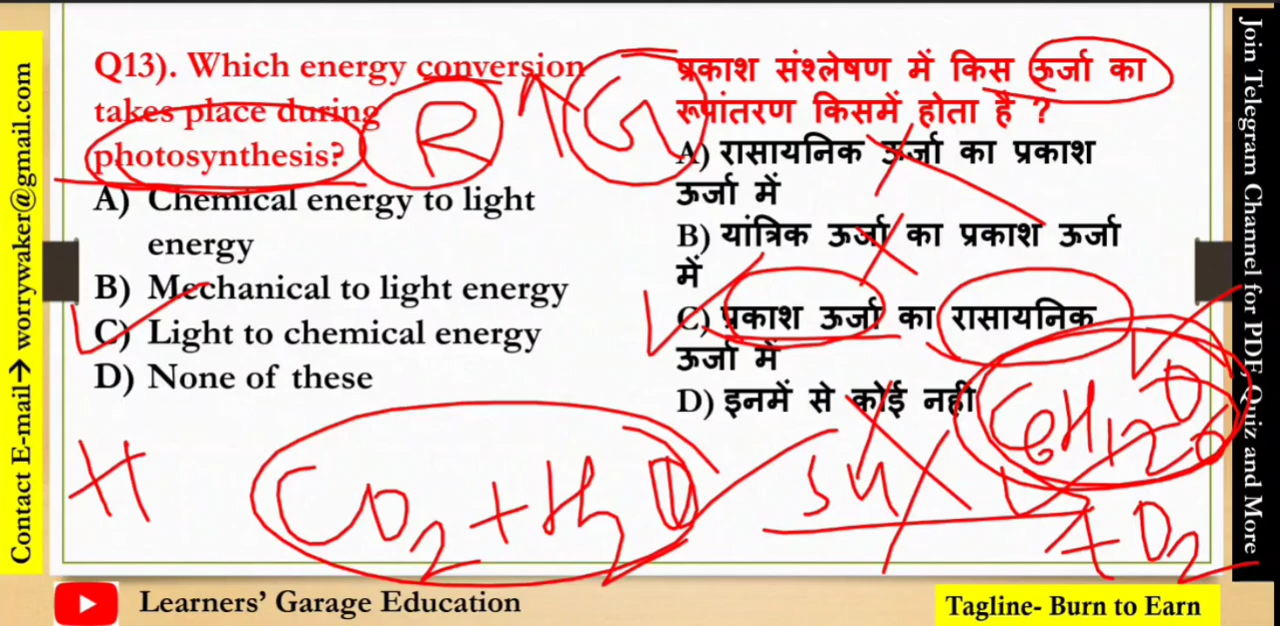 Contact E-mail→ worrywaker@gmail.com
Q13). Which energy conversion
takes place during
photosynthesis?
A) Chemical energy to light
energy
B) Mechanical to light energy
C) Light to chemical energy
D) None of these
R
G
प्रकाश संश्लेषण में किस ऊर्जा का
रूपांतरण किसमें होता है ?
A) रासायनिक ऊर्जा का प्रकाश
ऊर्जा में
B) यांत्रिक ऊर्जा का प्रकाश ऊर्जा
में
C) प्रकाश ऊर्जा का रासायनिक
ऊर्जा में
D) इनमें से कोई नही
CO2 + H2O
C6H12O6
+ O2
Join Telegram Channel for PDF, Quiz and More
Learners’ Garage Education
Tagline- Burn to Earn